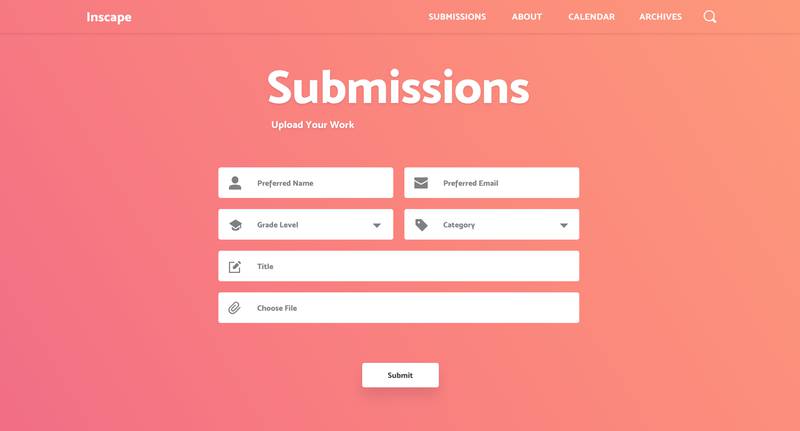 Inscape
SUBMISSIONS ABOUT CALENDAR ARCHIVES
Submissions
Upload Your Work
Preferred Name
Preferred Email
Grade Level
Category
Title
Choose File
Submit